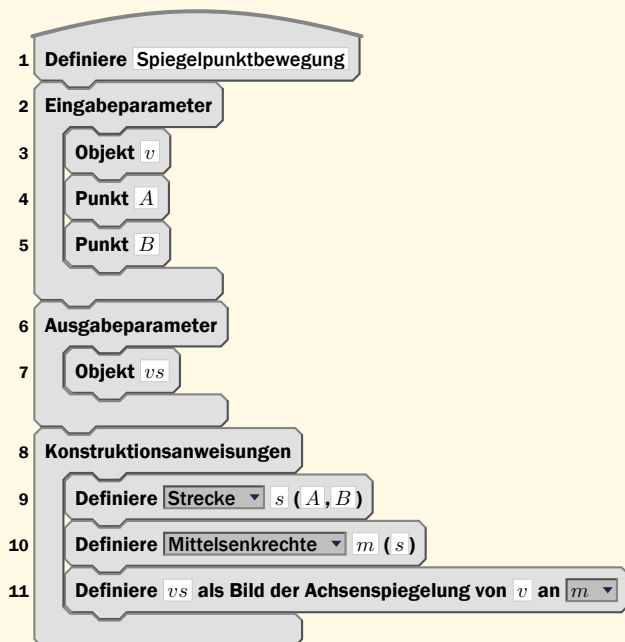 1 Definiere Spiegelpunktbewegung
2 Eingabeparameter
3 Objekt v
4 Punkt A
5 Punkt B
6 Ausgabeparameter
7 Objekt vs
8 Konstruktionsanweisungen
9 Definiere Strecke s (A,B)
10 Definiere Mittelsenkrechte m (s)
11 Definiere vs als Bild der Achsenspiegelung von v an m